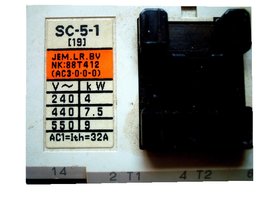 SC-5-1
[19]
JEM.LR.BV
NK:88T412
(AC3-0-0-0)
V~ kW
240 4
440 7.5
550 9
AC1=Ith=32A
14 2 T1 4 T2 6